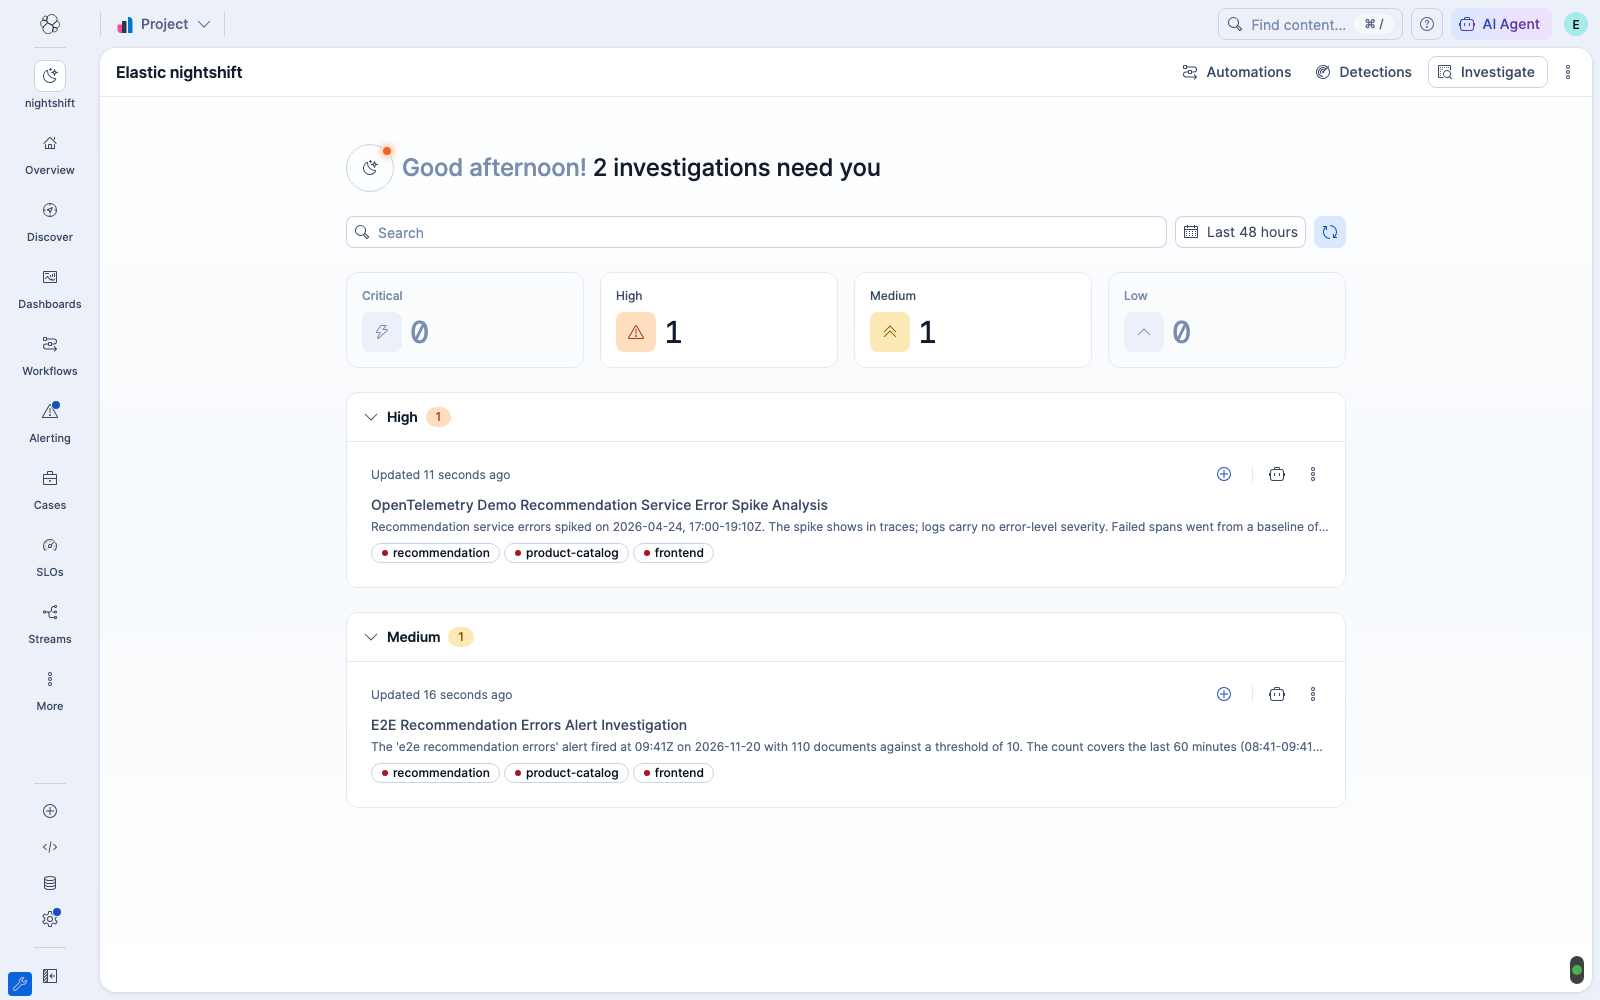 Project
Find content... ⌘ /
AI Agent
E
Elastic nightshift
Automations
Detections
Investigate
nightshift
Overview
Discover
Dashboards
Workflows
Alerting
Cases
SLOs
Streams
More
Good afternoon! 2 investigations need you
Search
Last 48 hours
Critical
0
High
1
Medium
1
Low
0
High 1
Updated 11 seconds ago
OpenTelemetry Demo Recommendation Service Error Spike Analysis
Recommendation service errors spiked on 2026-04-24, 17:00-19:10Z. The spike shows in traces; logs carry no error-level severity. Failed spans went from a baseline of...
recommendation product-catalog frontend
Medium 1
Updated 16 seconds ago
E2E Recommendation Errors Alert Investigation
The 'e2e recommendation errors' alert fired at 09:41Z on 2026-11-20 with 110 documents against a threshold of 10. The count covers the last 60 minutes (08:41-09:41...
recommendation product-catalog frontend